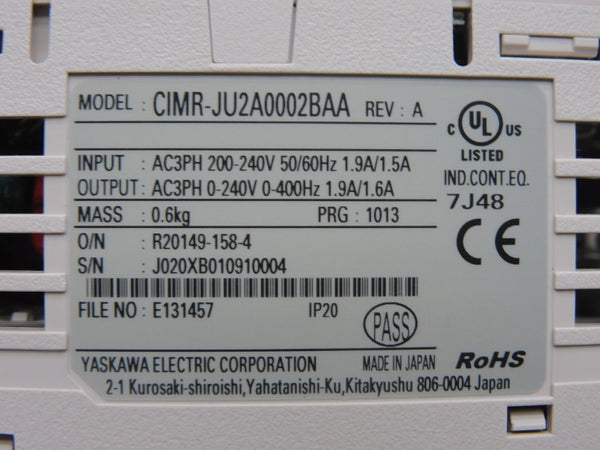 MODEL : CIMR-JU2A0002BAA REV : A
INPUT : AC3PH 200-240V 50/60Hz 1.9A/1.5A
OUTPUT : AC3PH 0-240V 0-400Hz 1.9A/1.6A
MASS : 0.6kg PRG : 1013
O/N : R20149-158-4
S/N : J020XB010910004
FILE NO : E131457 IP20
PASS
C UL US
LISTED
IND.CONT.EQ.
7J48
CE
YASKAWA ELECTRIC CORPORATION MADE IN JAPAN RoHS
2-1 Kurosaki-shiroishi,Yahatanishi-Ku,Kitakyushu 806-0004 Japan